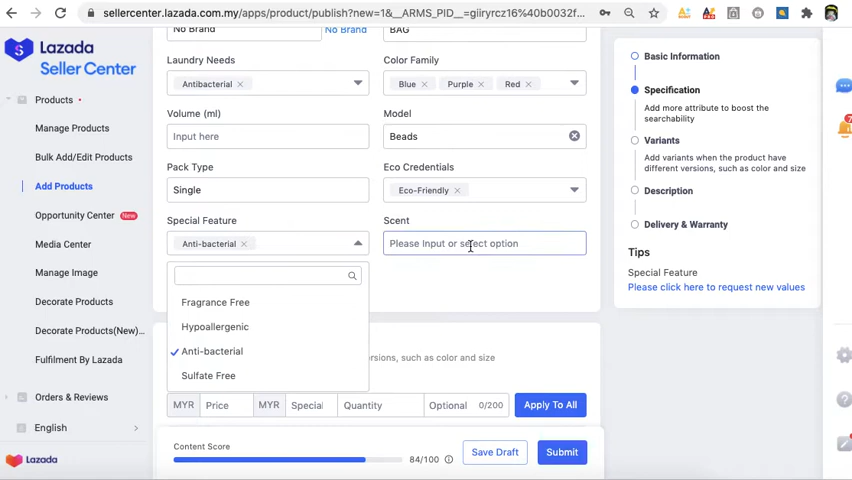 sellercenter.lazada.com.my/apps/product/publish?new=1&__ARMS_PID__=giiryrcz16%40b0032f...
Lazada
Seller Center
Products
Manage Products
Bulk Add/Edit Products
Add Products
Opportunity Center New
Media Center
Manage Image
Decorate Products
Decorate Products(New)...
Fulfilment By Lazada
Orders & Reviews
English
Lazada
No Brand
No Brand
BAG
Laundry Needs
Color Family
Antibacterial
Blue
Purple
Red
Volume (ml)
Model
Input here
Beads
Pack Type
Eco Credentials
Single
Eco-Friendly
Special Feature
Scent
Anti-bacterial
Please Input or select option
Fragrance Free
Hypoallergenic
Anti-bacterial
Sulfate Free
ersions, such as color and size
MYR
Price
MYR
Special
Quantity
Optional
0/200
Apply To All
Content Score
84/100
Save Draft
Submit
Basic Information
Specification
Add more attribute to boost the
searchability
Variants
Add variants when the product have
different versions, such as color and size
Description
Delivery & Warranty
Tips
Special Feature
Please click here to request new values